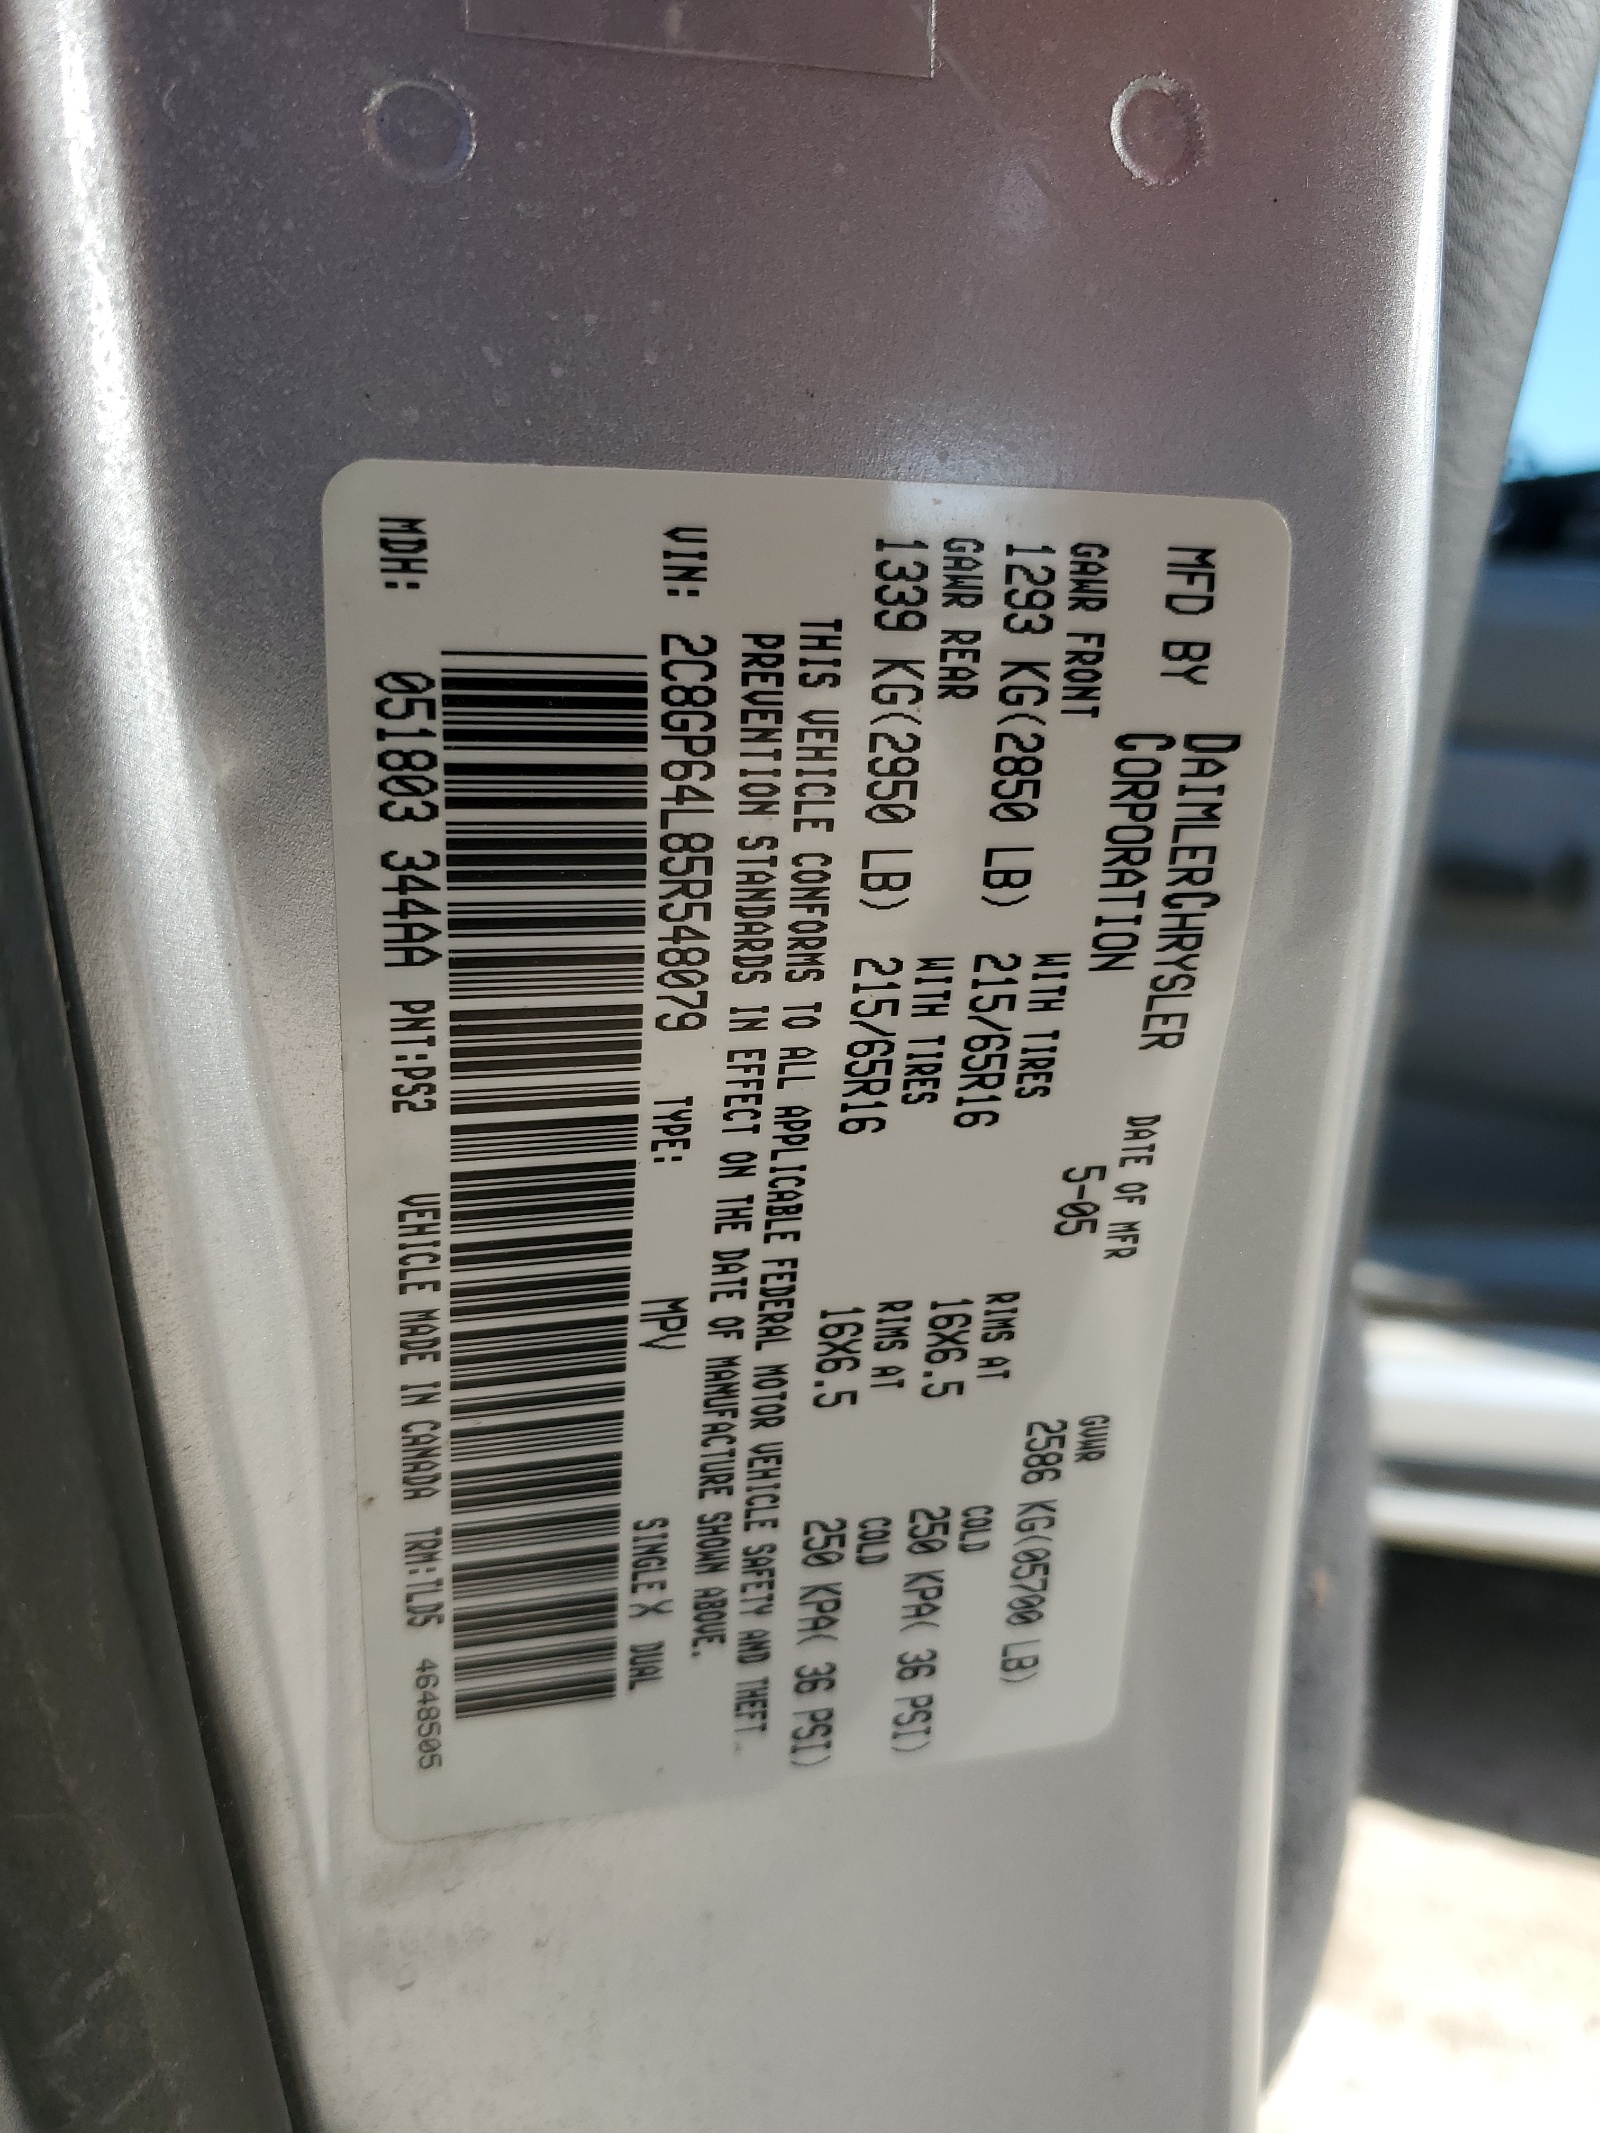 MFD BY DAIMLERCHRYSLER CORPORATION DATE OF MFR 5-05 GVWR 2586 KG(05700 LB)
GAWR FRONT WITH TIRES RIMS AT COLD
1293 KG(2850 LB) 215/65R16 16X6.5 250 KPA( 36 PSI)
GAWR REAR WITH TIRES RIMS AT COLD
1339 KG(2950 LB) 215/65R16 16X6.5 250 KPA( 36 PSI)
THIS VEHICLE CONFORMS TO ALL APPLICABLE FEDERAL MOTOR VEHICLE SAFETY AND THEFT
PREVENTION STANDARDS IN EFFECT ON THE DATE OF MANUFACTURE SHOWN ABOVE.
VIN: 2C8GP64L85R548079 TYPE: MPV SINGLE X DUAL
MDH: 051803 344AA PNT:PS2 VEHICLE MADE IN CANADA TRM:TLD5 4648505